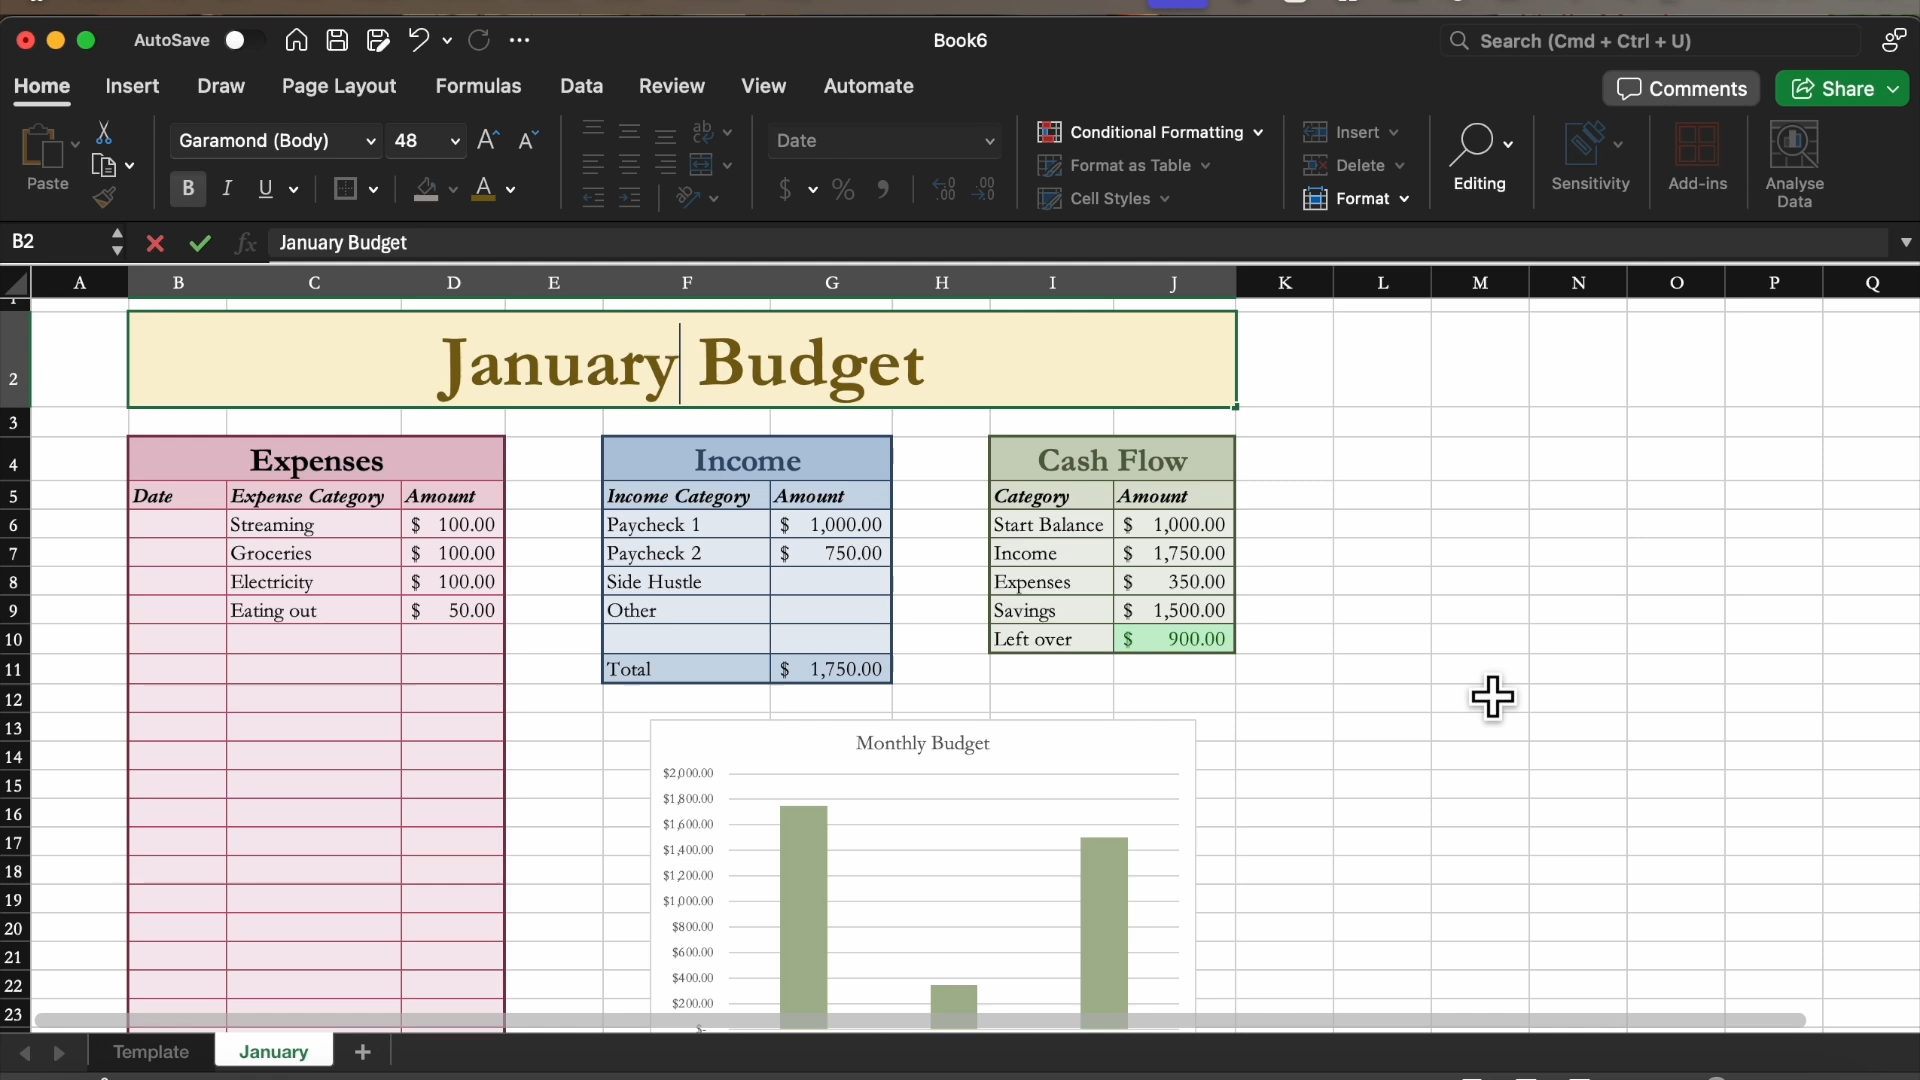 AutoSave
Book6
Search (Cmd + Ctrl + U)
Home Insert Draw Page Layout Formulas Data Review View Automate
Comments Share
Paste
Garamond (Body) 48 A A
B I U A
ab
Date
$ % 9
.00 .0
Conditional Formatting
Format as Table
Cell Styles
Insert
Delete
Format
Editing
Sensitivity
Add-ins
Analyse
Data
B2 fx January Budget
A B C D E F G H I J K L M N O P Q
1
2 January Budget
3
4 Expenses Income Cash Flow
5 Date Expense Category Amount Income Category Amount Category Amount
6 Streaming $ 100.00 Paycheck 1 $ 1,000.00 Start Balance $ 1,000.00
7 Groceries $ 100.00 Paycheck 2 $ 750.00 Income $ 1,750.00
8 Electricity $ 100.00 Side Hustle Expenses $ 350.00
9 Eating out $ 50.00 Other Savings $ 1,500.00
10 Left over $ 900.00
11 Total $ 1,750.00
12
13 Monthly Budget
14 $2,000.00
15 $1,800.00
16 $1,600.00
17 $1,400.00
18 $1,200.00
19 $1,000.00
20 $800.00
21 $600.00
22 $400.00
23 $200.00
$-
Template January +